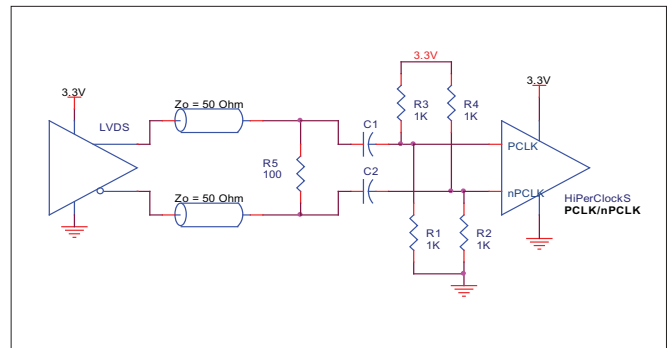 3.3V
3.3V
3.3V
LVDS
Zo = 50 Ohm
R3
1K
R4
1K
C1
PCLK
R5
100
C2
Zo = 50 Ohm
nPCLK
HiPerClockS
PCLK/nPCLK
R1
1K
R2
1K